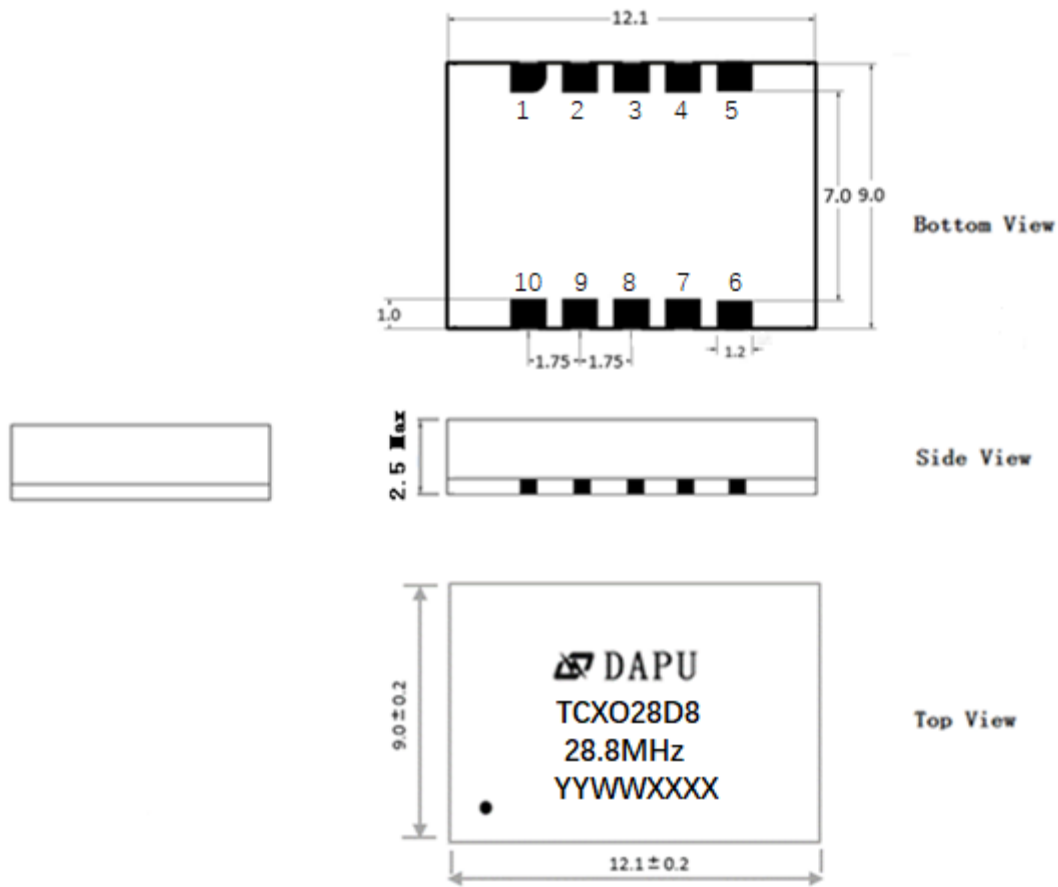 12.1
1 2 3 4 5
7.0 9.0
Bottom View
10 9 8 7 6
1.0
1.75 1.75 1.2
2.5 Max
Side View
DAPU
TCXO28D8
28.8MHz
YYWWXXXX
9.0±0.2
Top View
12.1±0.2